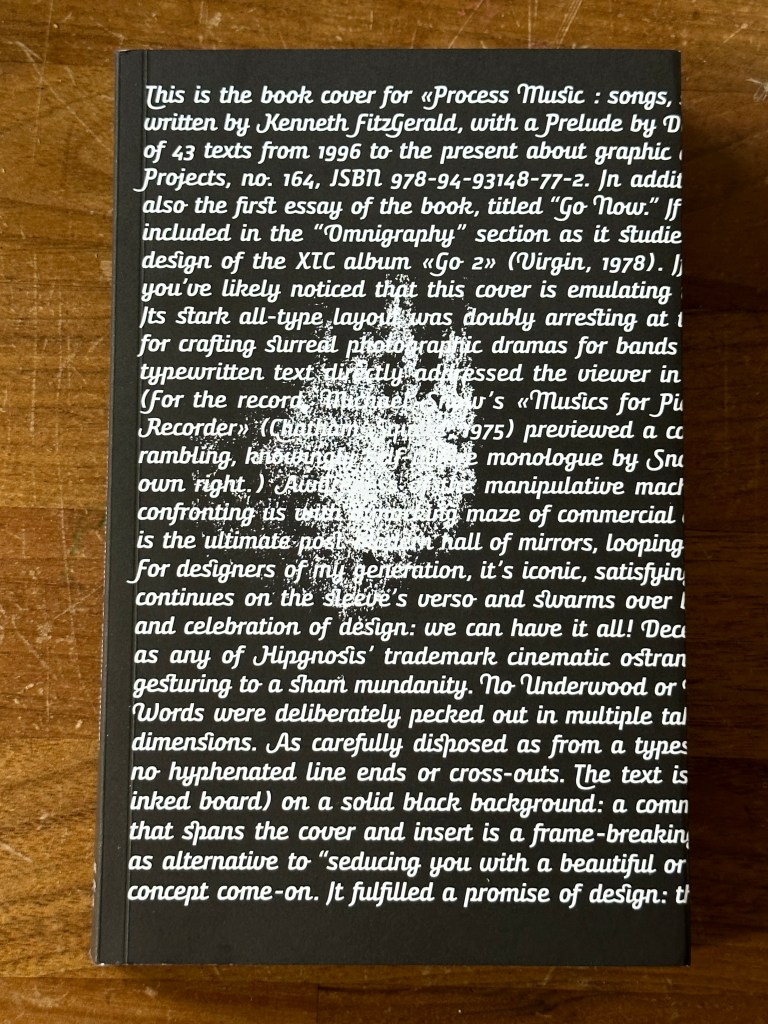 This is the book cover for «Process Music : songs,
written by Kenneth FitzGerald, with a Prelude by D
of 43 texts from 1996 to the present about graphic
Projects, no. 164, ISBN 978-94-93148-77-2. In addit
also the first essay of the book, titled “Go Now.” If
included in the “Omnigraphy” section as it studie
design of the XTC album «Go 2» (Virgin, 1978). If
you’ve likely noticed that this cover is emulating
Its stark all-type layout was doubly arresting at t
for crafting surreal photographic dramas for bands
typewritten text directly addressed the viewer in
(For the record, Michael Snow’s «Musics for Pi
Recorder» (Chatham 1975) previewed a co
rambling, knowingly monologue by Sno
own right.) manipulative mach
confronting us with maze of commercial
is the ultimate hall of mirrors, looping
For designers of my generation, it’s iconic, satisfyin
continues on the sleeve’s verso and swarms over
and celebration of design: we can have it all! Dece
as any of Hipgnosis’ trademark cinematic ostran
gesturing to a sham mundanity. No Underwood or
Words were deliberately pecked out in multiple tal
dimensions. As carefully disposed as from a types
no hyphenated line ends or cross-outs. The text is
inked board) on a solid black background: a comm
that spans the cover and insert is a frame-breaking
as alternative to “seducing you with a beautiful or
concept come-on. It fulfilled a promise of design: th